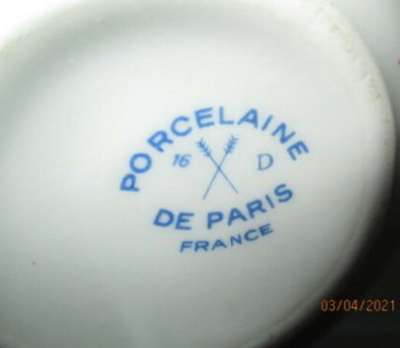 PORCELAINE
16 D
DE PARIS
FRANCE
03/04/2021